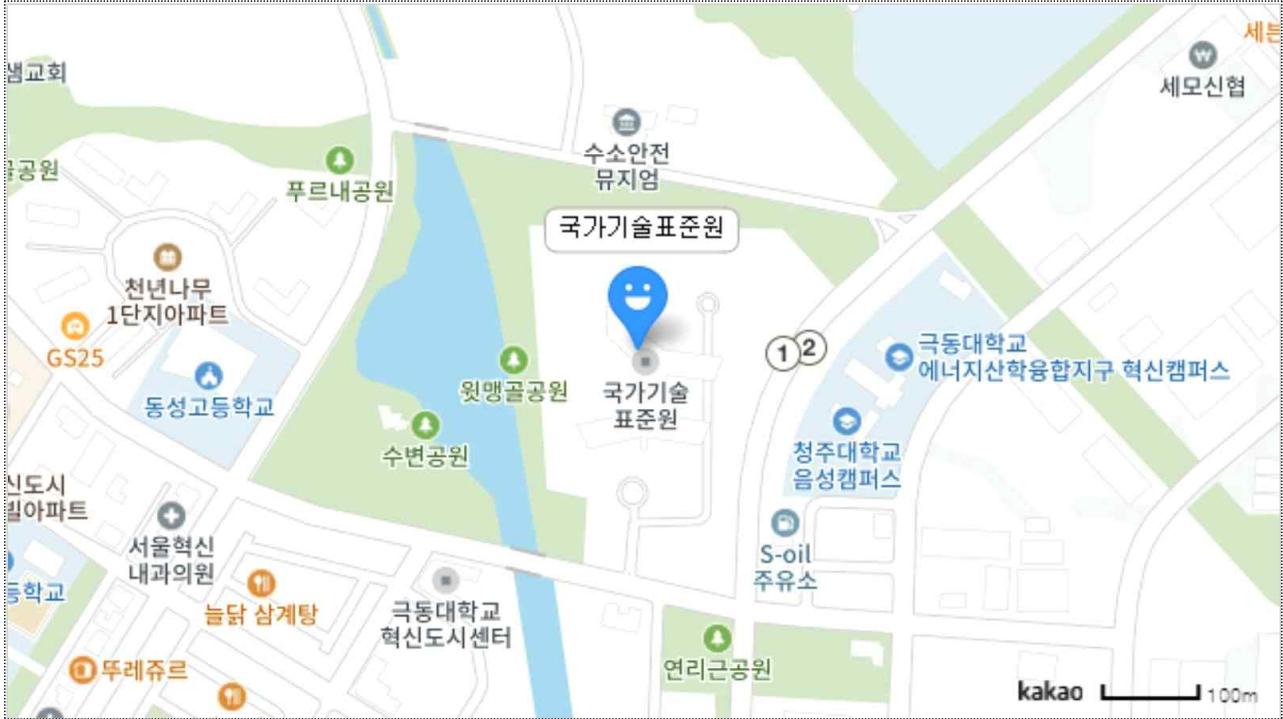 세븐
샘교회
세모신협
수소안전
뮤지엄
골공원
푸르내공원
국가기술표준원
천년나무
1단지아파트
GS25
1
2
극동대학교
에너지산학융합지구 혁신캠퍼스
윗맹골공원
국가기술
표준원
동성고등학교
수변공원
청주대학교
음성캠퍼스
신도시
빌아파트
서울혁신
내과의원
S-oil
주유소
등학교
늘닭 삼계탕
극동대학교
혁신도시센터
뚜레쥬르
연리근공원
kakao
100m